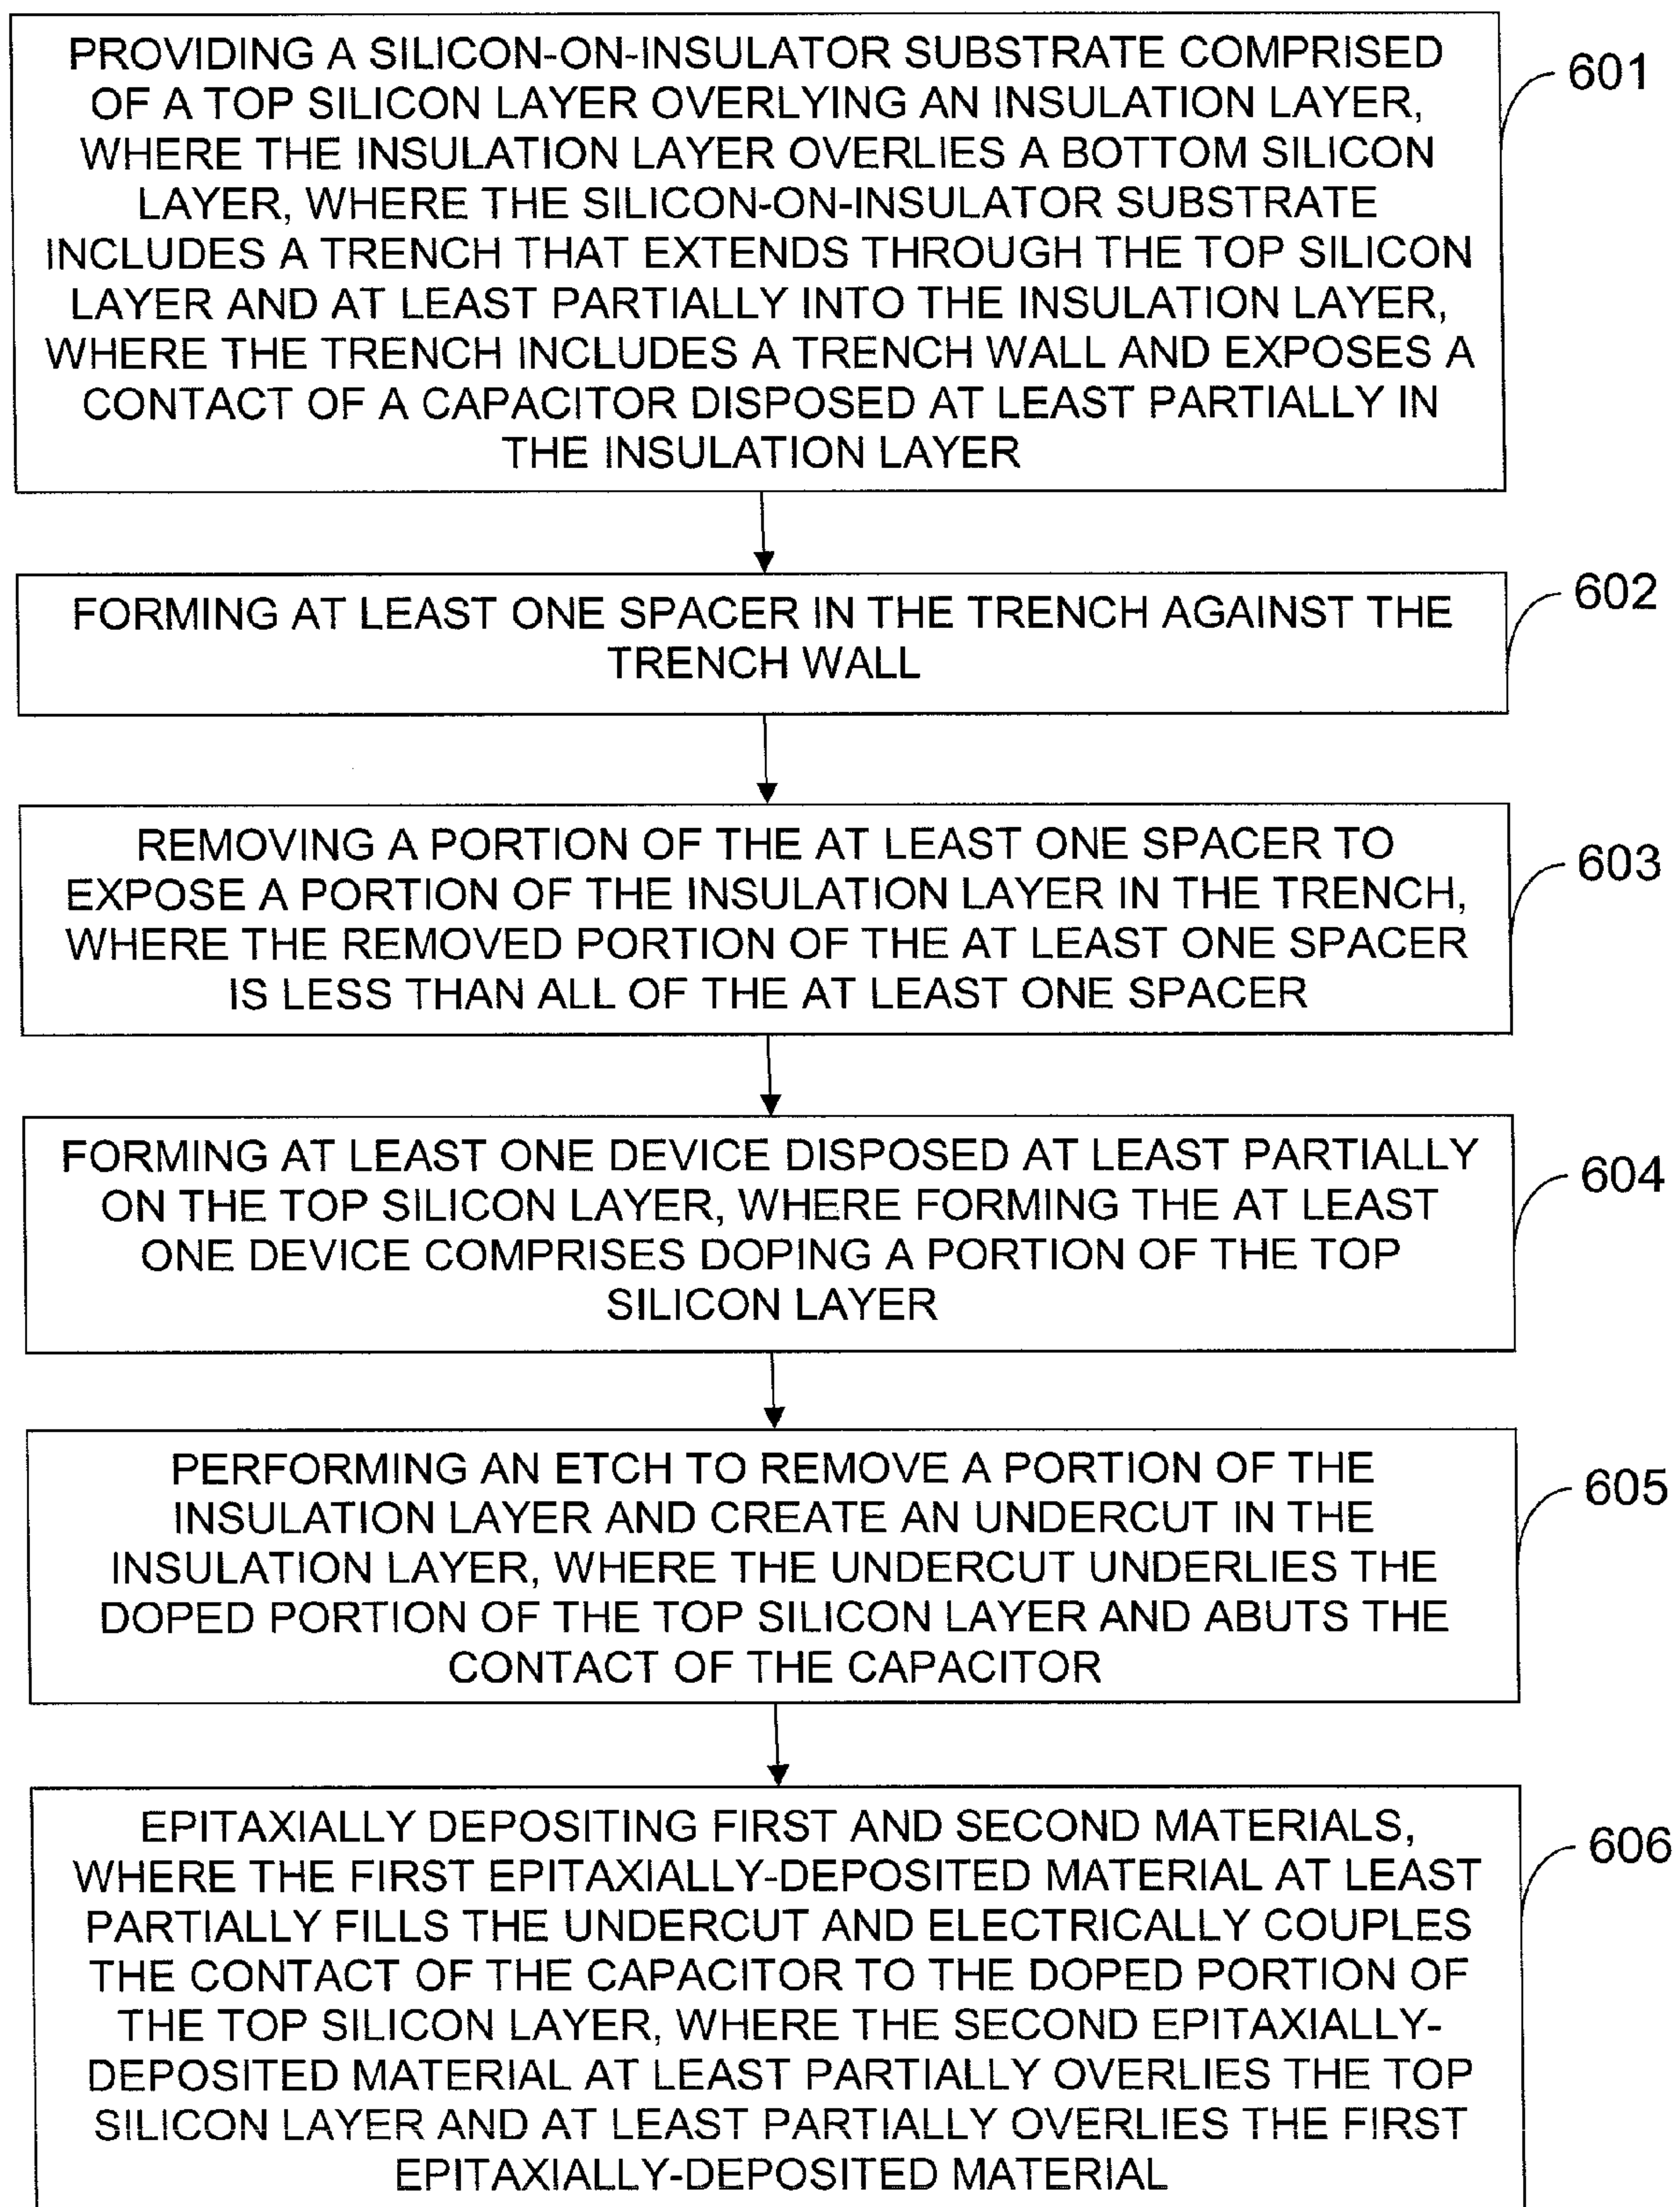 PROVIDING A SILICON-ON-INSULATOR SUBSTRATE COMPRISED
OF A TOP SILICON LAYER OVERLYING AN INSULATION LAYER,
WHERE THE INSULATION LAYER OVERLIES A BOTTOM SILICON
LAYER, WHERE THE SILICON-ON-INSULATOR SUBSTRATE
INCLUDES A TRENCH THAT EXTENDS THROUGH THE TOP SILICON
LAYER AND AT LEAST PARTIALLY INTO THE INSULATION LAYER,
WHERE THE TRENCH INCLUDES A TRENCH WALL AND EXPOSES A
CONTACT OF A CAPACITOR DISPOSED AT LEAST PARTIALLY IN
THE INSULATION LAYER
601
FORMING AT LEAST ONE SPACER IN THE TRENCH AGAINST THE
TRENCH WALL
602
REMOVING A PORTION OF THE AT LEAST ONE SPACER TO
EXPOSE A PORTION OF THE INSULATION LAYER IN THE TRENCH,
WHERE THE REMOVED PORTION OF THE AT LEAST ONE SPACER
IS LESS THAN ALL OF THE AT LEAST ONE SPACER
603
FORMING AT LEAST ONE DEVICE DISPOSED AT LEAST PARTIALLY
ON THE TOP SILICON LAYER, WHERE FORMING THE AT LEAST
ONE DEVICE COMPRISES DOPING A PORTION OF THE TOP
SILICON LAYER
604
PERFORMING AN ETCH TO REMOVE A PORTION OF THE
INSULATION LAYER AND CREATE AN UNDERCUT IN THE
INSULATION LAYER, WHERE THE UNDERCUT UNDERLIES THE
DOPED PORTION OF THE TOP SILICON LAYER AND ABUTS THE
CONTACT OF THE CAPACITOR
605
EPITAXIALLY DEPOSITING FIRST AND SECOND MATERIALS,
WHERE THE FIRST EPITAXIALLY-DEPOSITED MATERIAL AT LEAST
PARTIALLY FILLS THE UNDERCUT AND ELECTRICALLY COUPLES
THE CONTACT OF THE CAPACITOR TO THE DOPED PORTION OF
THE TOP SILICON LAYER, WHERE THE SECOND EPITAXIALLY-
DEPOSITED MATERIAL AT LEAST PARTIALLY OVERLIES THE TOP
SILICON LAYER AND AT LEAST PARTIALLY OVERLIES THE FIRST
EPITAXIALLY-DEPOSITED MATERIAL
606